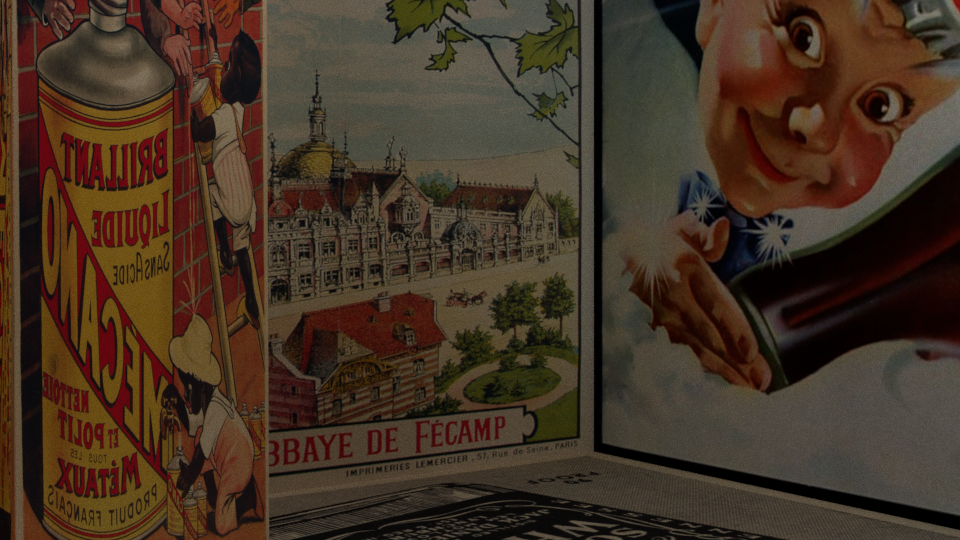 BRILLANT
LIQUIDE
SANS ACIDE
MÉCANO
NETTOIE
ET POLIT
TOUS LES
MÉTAUX
PRODUIT FRANÇAIS
BBAYE DE FÉCAMP
IMPRIMERIES LEMERCIER, 57, Rue de Seine, PARIS